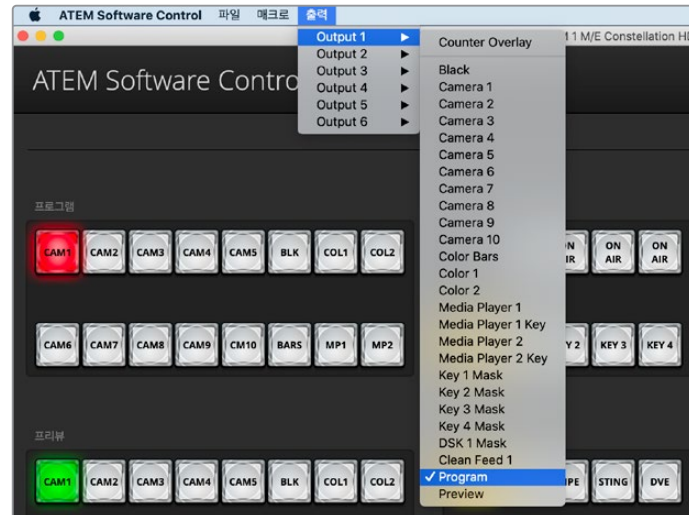 ATEM Software Control 파일 매크로 출력
1 M/E Constellation HD
ATEM Software Contro
Output 1
Output 2
Output 3
Output 4
Output 5
Output 6
Counter Overlay
Black
Camera 1
Camera 2
Camera 3
Camera 4
Camera 5
Camera 6
Camera 7
Camera 8
Camera 9
Camera 10
Color Bars
Color 1
Color 2
Media Player 1
Media Player 1 Key
Media Player 2
Media Player 2 Key
Key 1 Mask
Key 2 Mask
Key 3 Mask
Key 4 Mask
DSK 1 Mask
Clean Feed 1
✓ Program
Preview
프로그램
CAM1 CAM2 CAM3 CAM4 CAM5 BLK COL1 COL2
ON AIR
ON AIR
CAM6 CAM7 CAM8 CAM9 CM10 BARS MP1 MP2
Y 2 KEY 3 KEY 4
프리뷰
CAM1 CAM2 CAM3 CAM4 CAM5 BLK COL1 COL2
PE STING DVE